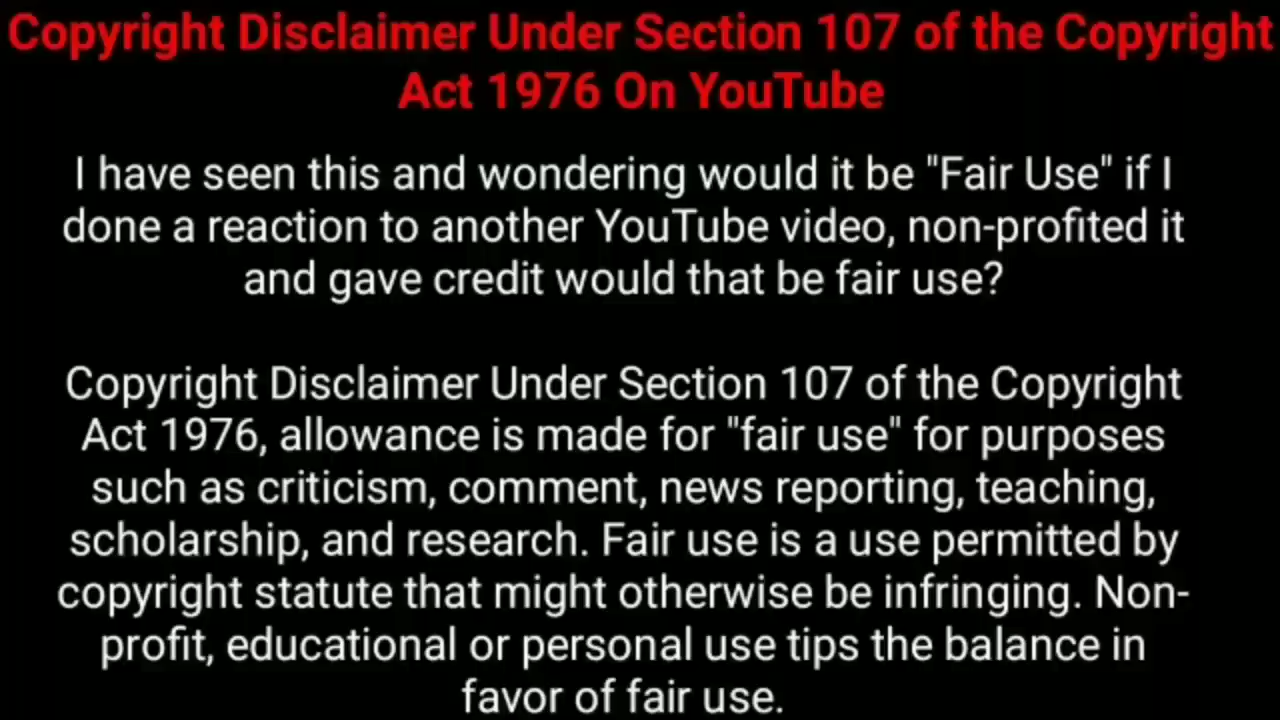 Copyright Disclaimer Under Section 107 of the Copyright
Act 1976 On YouTube
I have seen this and wondering would it be "Fair Use" if I
done a reaction to another YouTube video, non-profited it
and gave credit would that be fair use?
Copyright Disclaimer Under Section 107 of the Copyright
Act 1976, allowance is made for "fair use" for purposes
such as criticism, comment, news reporting, teaching,
scholarship, and research. Fair use is a use permitted by
copyright statute that might otherwise be infringing. Non-
profit, educational or personal use tips the balance in
favor of fair use.